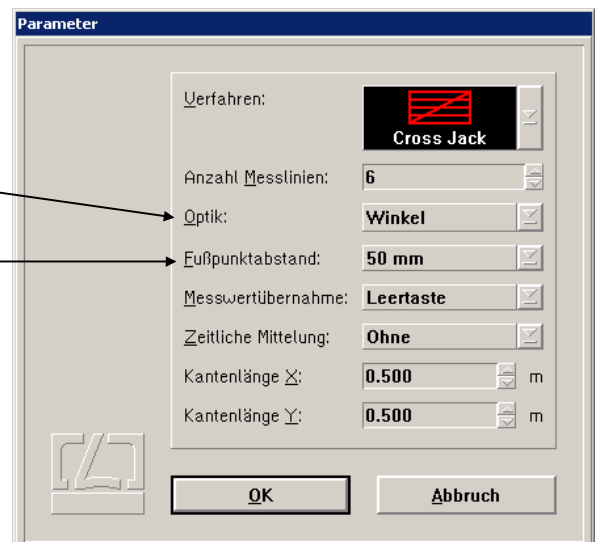 Parameter
Verfahren:
Cross Jack
Anzahl Messlinien: 6
Optik: Winkel
Fußpunktabstand: 50 mm
Messwertübernahme: Leertaste
Zeitliche Mittelung: Ohne
Kantenlänge X: 0.500 m
Kantenlänge Y: 0.500 m
OK Abbruch